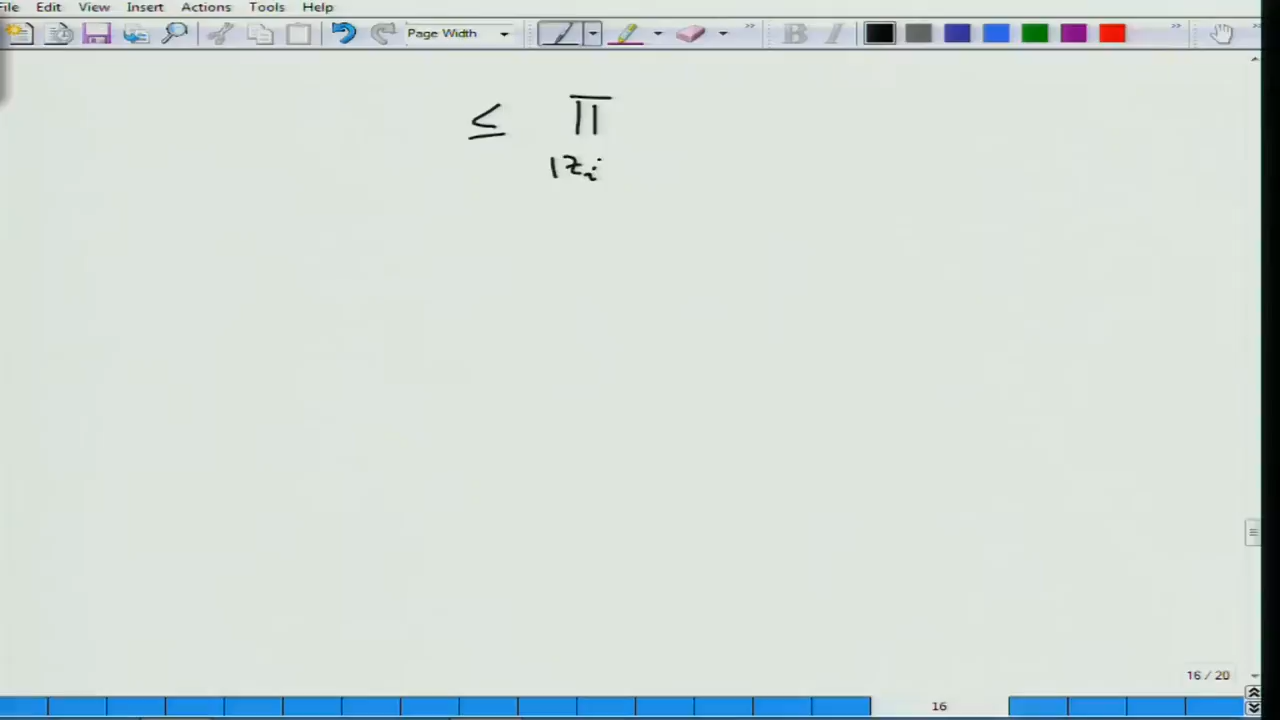 File Edit View Insert Actions Tools Help
Page Width B I
≤ ∏
|z_i
16 / 20
16